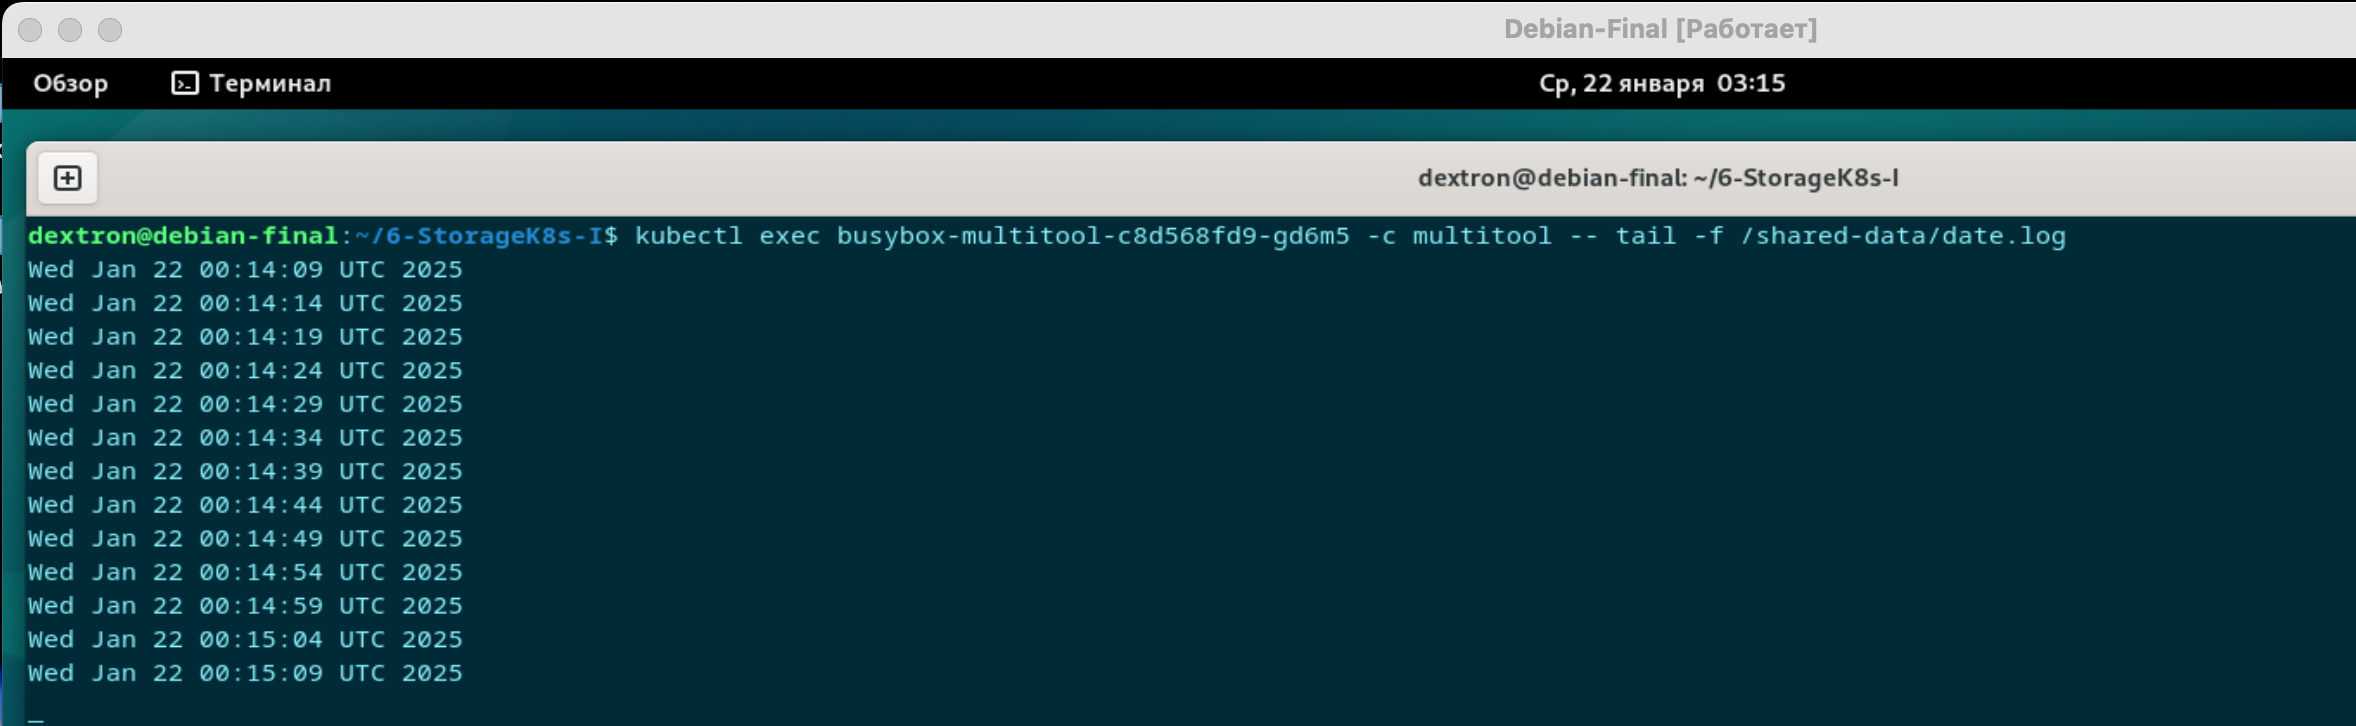 Debian-Final [Работает]
Обзор Терминал Ср, 22 января 03:15
dextron@debian-final: ~/6-StorageK8s-I
dextron@debian-final:~/6-StorageK8s-I$ kubectl exec busybox-multitool-c8d568fd9-gd6m5 -c multitool -- tail -f /shared-data/date.log
Wed Jan 22 00:14:09 UTC 2025
Wed Jan 22 00:14:14 UTC 2025
Wed Jan 22 00:14:19 UTC 2025
Wed Jan 22 00:14:24 UTC 2025
Wed Jan 22 00:14:29 UTC 2025
Wed Jan 22 00:14:34 UTC 2025
Wed Jan 22 00:14:39 UTC 2025
Wed Jan 22 00:14:44 UTC 2025
Wed Jan 22 00:14:49 UTC 2025
Wed Jan 22 00:14:54 UTC 2025
Wed Jan 22 00:14:59 UTC 2025
Wed Jan 22 00:15:04 UTC 2025
Wed Jan 22 00:15:09 UTC 2025